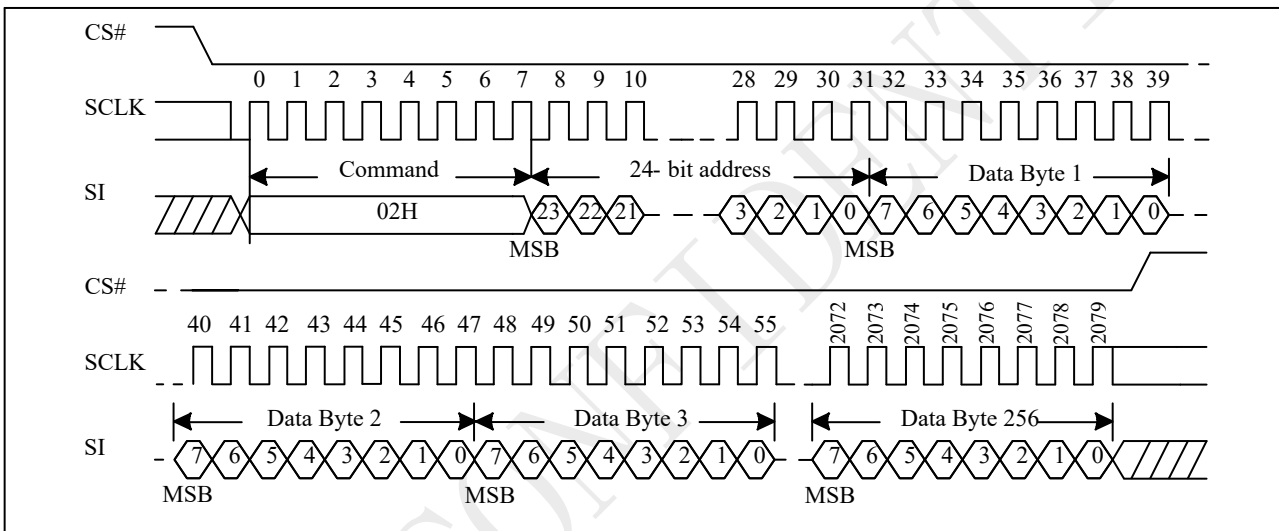 CS#
0 1 2 3 4 5 6 7 8 9 10 28 29 30 31 32 33 34 35 36 37 38 39
SCLK
Command 24- bit address Data Byte 1
SI
02H 23 22 21 3 2 1 0 7 6 5 4 3 2 1 0
MSB MSB
CS#
40 41 42 43 44 45 46 47 48 49 50 51 52 53 54 55 2072 2073 2074 2075 2076 2077 2078 2079
SCLK
Data Byte 2 Data Byte 3 Data Byte 256
SI
7 6 5 4 3 2 1 0 7 6 5 4 3 2 1 0 7 6 5 4 3 2 1 0
MSB MSB MSB
CONFIDENT